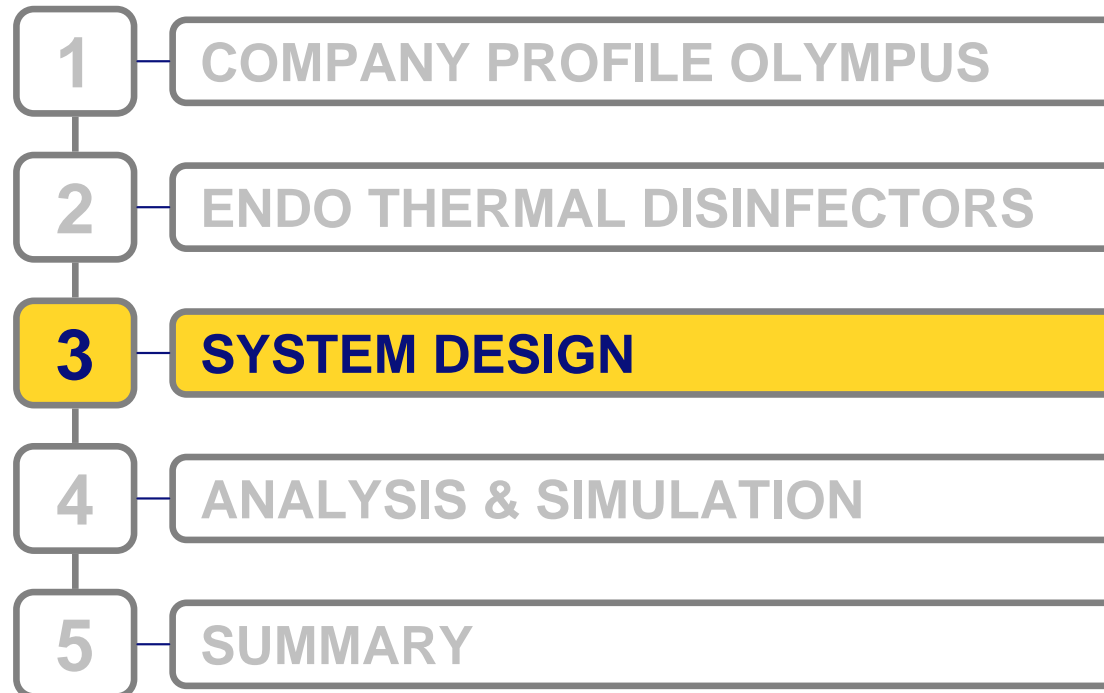 1 COMPANY PROFILE OLYMPUS
2 ENDO THERMAL DISINFECTORS
3 SYSTEM DESIGN
4 ANALYSIS & SIMULATION
5 SUMMARY